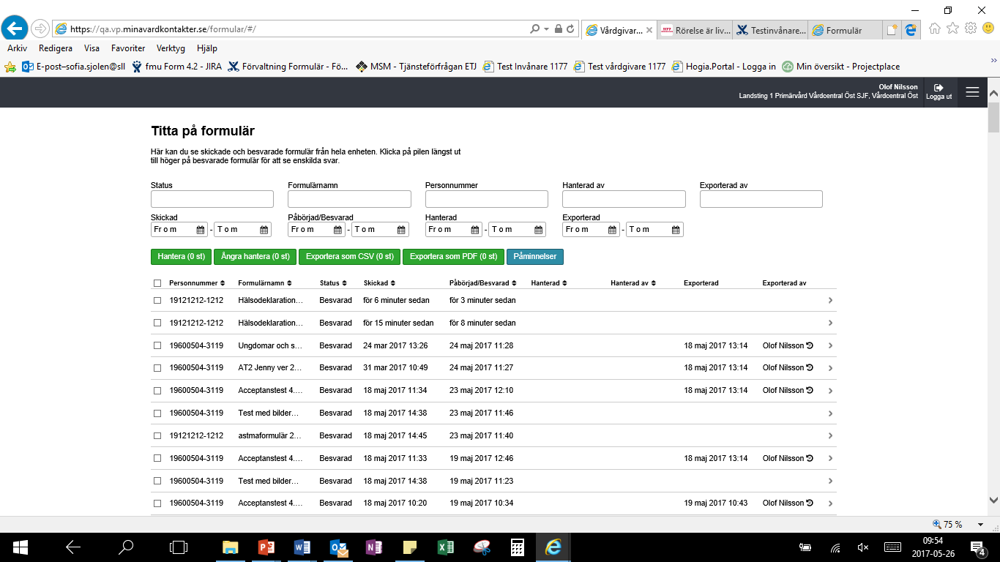 https://qa.vp.minavardkontakter.se/formular/#/
Vårdgivar...
Rörelse är liv...
Testinvånare...
Formulär
Arkiv Redigera Visa Favoriter Verktyg Hjälp
E-post–sofia.sjolen@sll fmu Form 4.2 - JIRA Förvaltning Formulär - Fö... MSM - Tjänsteförfrågan ETJ Test Invånare 1177 Test vårdgivare 1177 Hogia.Portal - Logga in Min översikt - Projectplace
Olof Nilsson
Landsting 1 Primärvård Vårdcentral Öst SJF, Vårdcentral Öst
Logga ut
Titta på formulär
Här kan du se skickade och besvarade formulär från hela enheten. Klicka på pilen längst ut
till höger på besvarade formulär för att se enskilda svar.
Status Formulärnamn Personnummer Hanterad av Exporterad av
Skickad Påbörjad/Besvarad Hanterad Exporterad
Fr o m - T o m Fr o m - T o m Fr o m - T o m Fr o m - T o m
Hantera (0 st) Ångra hantera (0 st) Exportera som CSV (0 st) Exportera som PDF (0 st) Påminnelser
Personnummer Formulärnamn Status Skickad Påbörjad/Besvarad Hanterad Hanterad av Exporterad Exporterad av
19121212-1212 Hälsodeklaration... Besvarad för 6 minuter sedan för 3 minuter sedan
19121212-1212 Hälsodeklaration... Besvarad för 15 minuter sedan för 8 minuter sedan
19600504-3119 Ungdomar och s... Besvarad 24 mar 2017 13:26 24 maj 2017 11:28 18 maj 2017 13:14 Olof Nilsson
19600504-3119 AT2 Jenny ver 2... Besvarad 31 mar 2017 10:49 24 maj 2017 11:27 18 maj 2017 13:14 Olof Nilsson
19600504-3119 Acceptanstest 4.... Besvarad 18 maj 2017 11:34 23 maj 2017 12:10 18 maj 2017 13:14 Olof Nilsson
19600504-3119 Test med bilder... Besvarad 18 maj 2017 14:38 23 maj 2017 11:46
19121212-1212 astmaformulär 2... Besvarad 18 maj 2017 14:45 23 maj 2017 11:40
19600504-3119 Acceptanstest 4.... Besvarad 18 maj 2017 11:33 19 maj 2017 12:46 18 maj 2017 13:14 Olof Nilsson
19600504-3119 Test med bilder... Besvarad 18 maj 2017 14:38 19 maj 2017 11:23
19600504-3119 Acceptanstest 4.... Besvarad 18 maj 2017 10:20 19 maj 2017 10:34 19 maj 2017 10:43 Olof Nilsson
75 %
09:54
2017-05-26
4